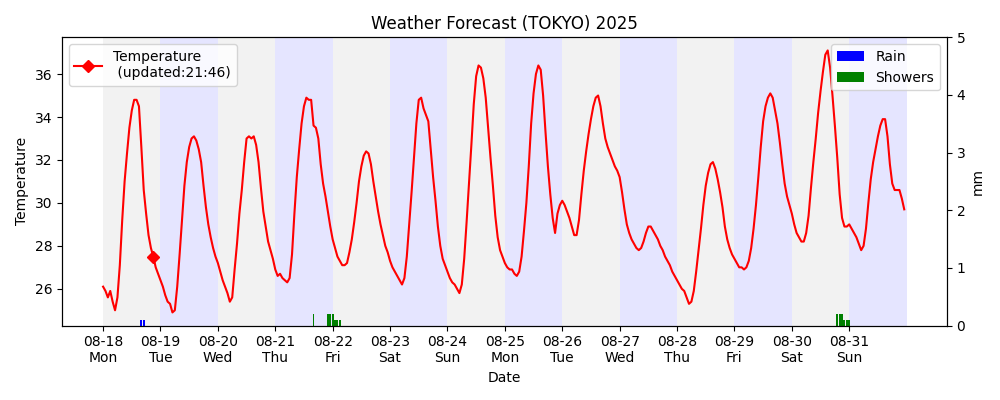 Weather Forecast (TOKYO) 2025
Temperature
(updated:21:46)
Rain
Showers
Temperature
36
34
32
30
28
26
5
4
3
2
1
0
mm
08-18 08-19 08-20 08-21 08-22 08-23 08-24 08-25 08-26 08-27 08-28 08-29 08-30 08-31
Mon Tue Wed Thu Fri Sat Sun Mon Tue Wed Thu Fri Sat Sun
Date